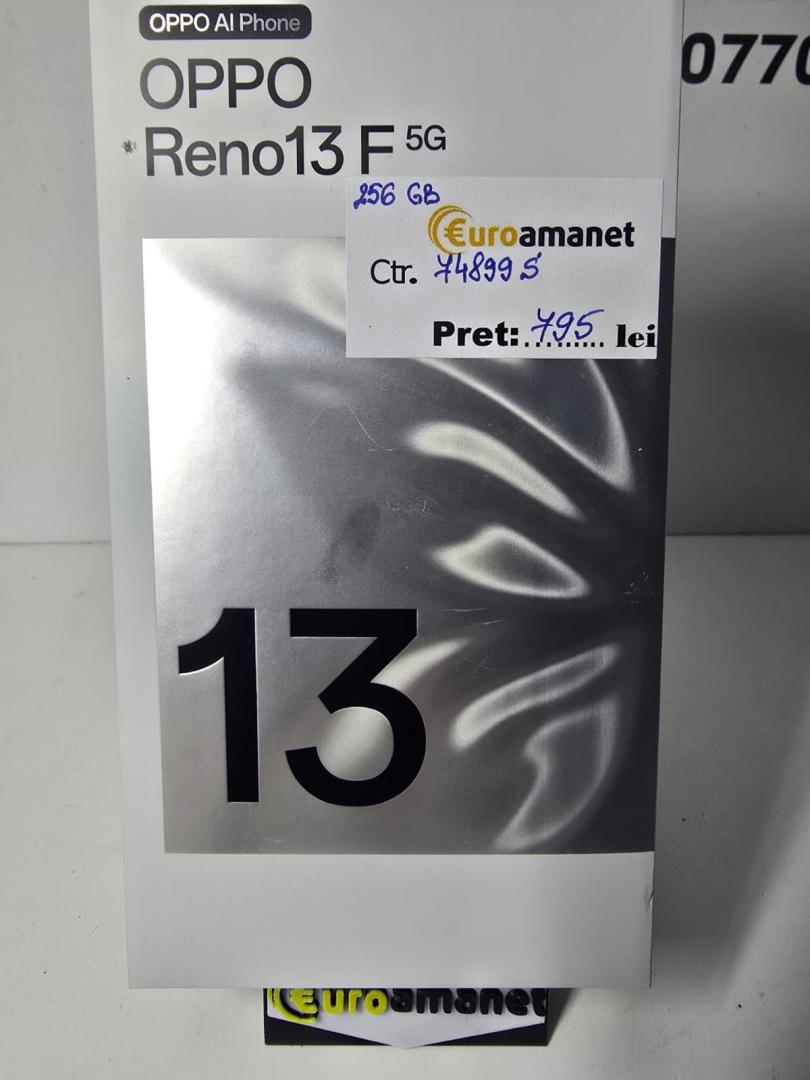 OPPO AI Phone
OPPO
Reno13 F 5G
0770
256 GB
€uroamanet
Ctr. 74899 S
Pret:.795...... lei
13
€uroamanet